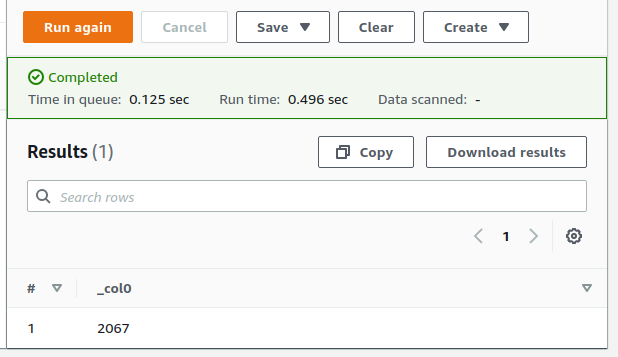 Run again Cancel Save Clear Create
Completed
Time in queue: 0.125 sec Run time: 0.496 sec Data scanned: -
Results (1) Copy Download results
Search rows
1
# _col0
1 2067